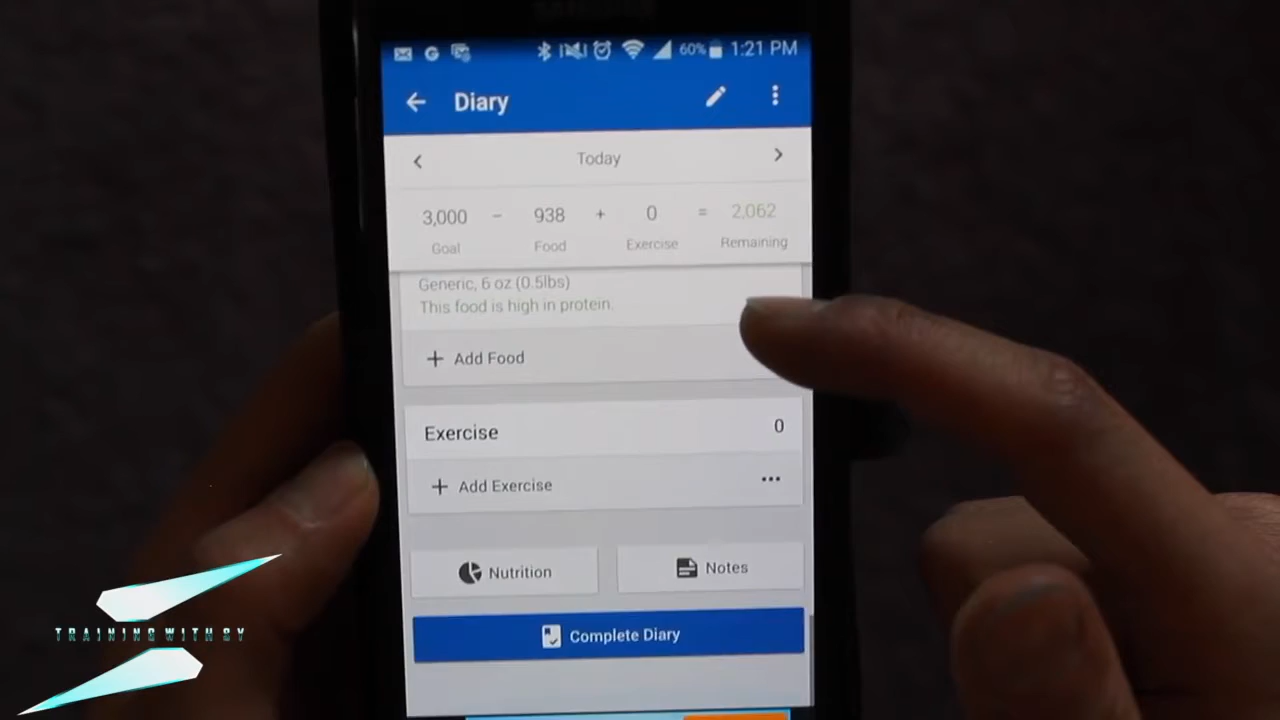 60% 1:21 PM
Diary
Today
3,000 - 938 + 0 = 2,062
Goal Food Exercise Remaining
Generic, 6 oz (0.5lbs)
This food is high in protein.
+ Add Food
Exercise 0
+ Add Exercise
Nutrition Notes
Complete Diary
TRAINING WITH SY